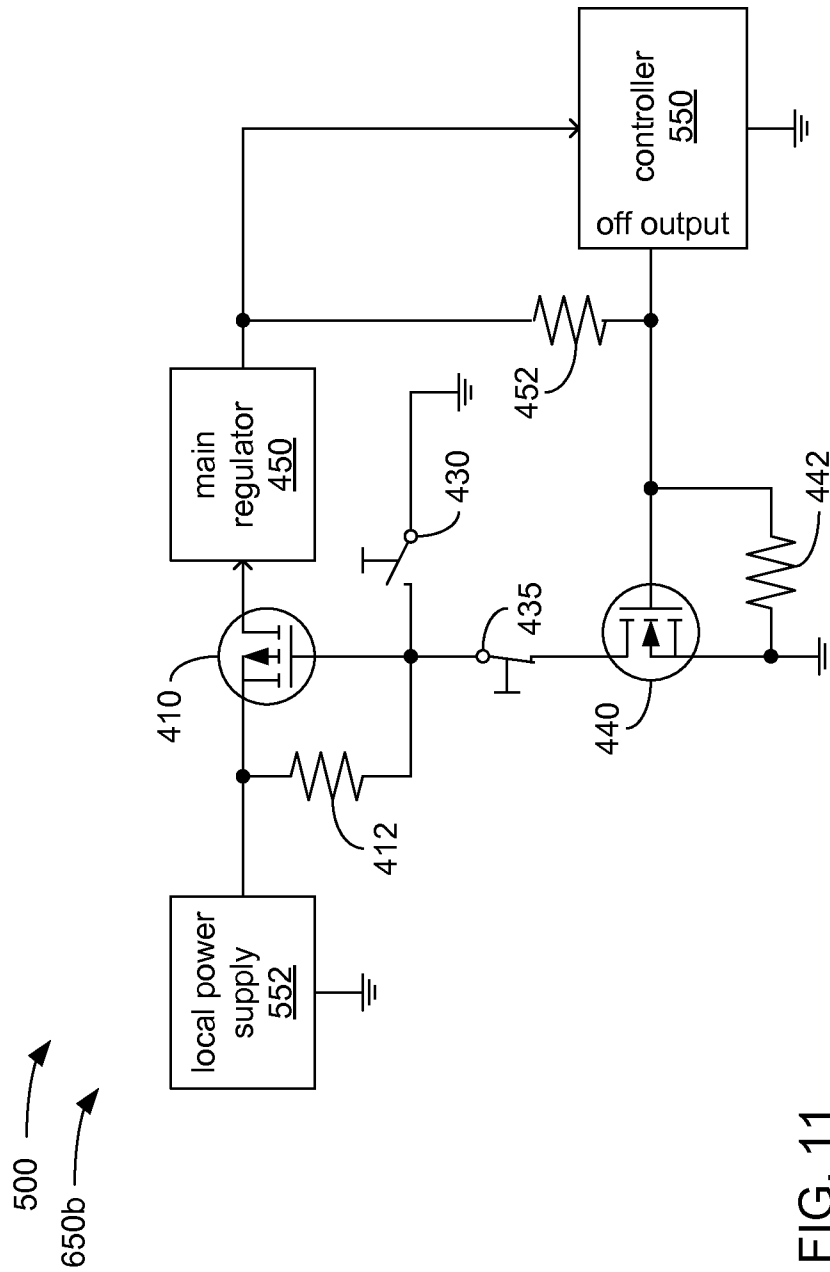 500
650b
local power
supply
552
412
410
main
regulator
450
430
435
440
442
452
controller
550
off output
FIG. 11